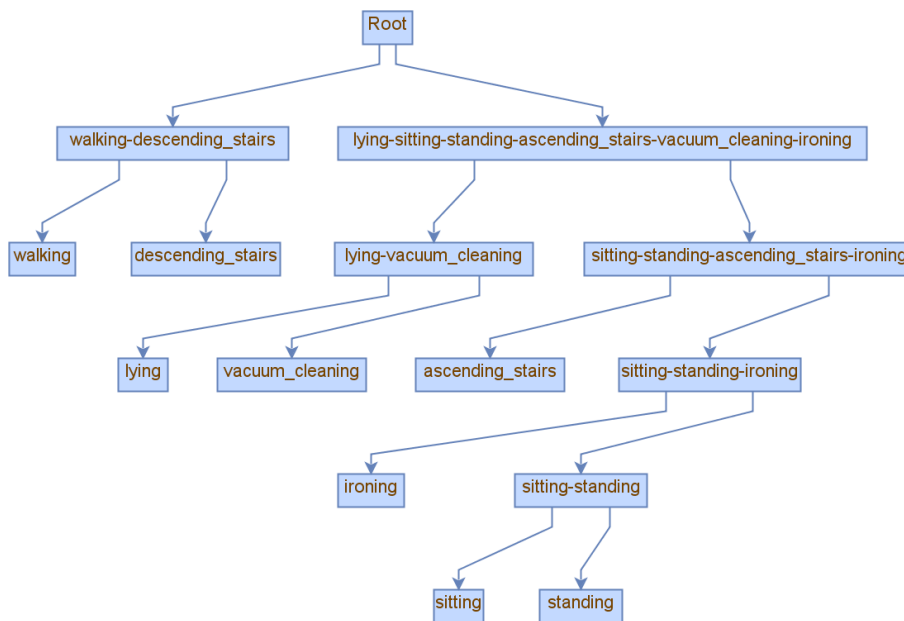 Root
walking-descending_stairs
lying-sitting-standing-ascending_stairs-vacuum_cleaning-ironing
walking
descending_stairs
lying-vacuum_cleaning
sitting-standing-ascending_stairs-ironing
lying
vacuum_cleaning
ascending_stairs
sitting-standing-ironing
ironing
sitting-standing
sitting
standing